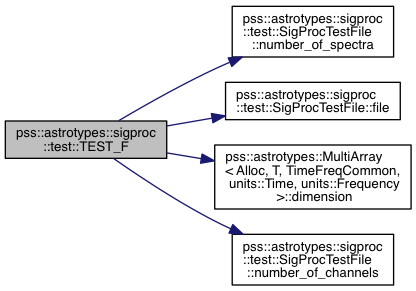 pss::astrotypes::sigproc
::test::TEST_F
pss::astrotypes::sigproc
::test::SigProcTestFile
::number_of_spectra
pss::astrotypes::sigproc
::test::SigProcTestFile::file
pss::astrotypes::MultiArray
< Alloc, T, TimeFreqCommon,
units::Time, units::Frequency
>::dimension
pss::astrotypes::sigproc
::test::SigProcTestFile
::number_of_channels